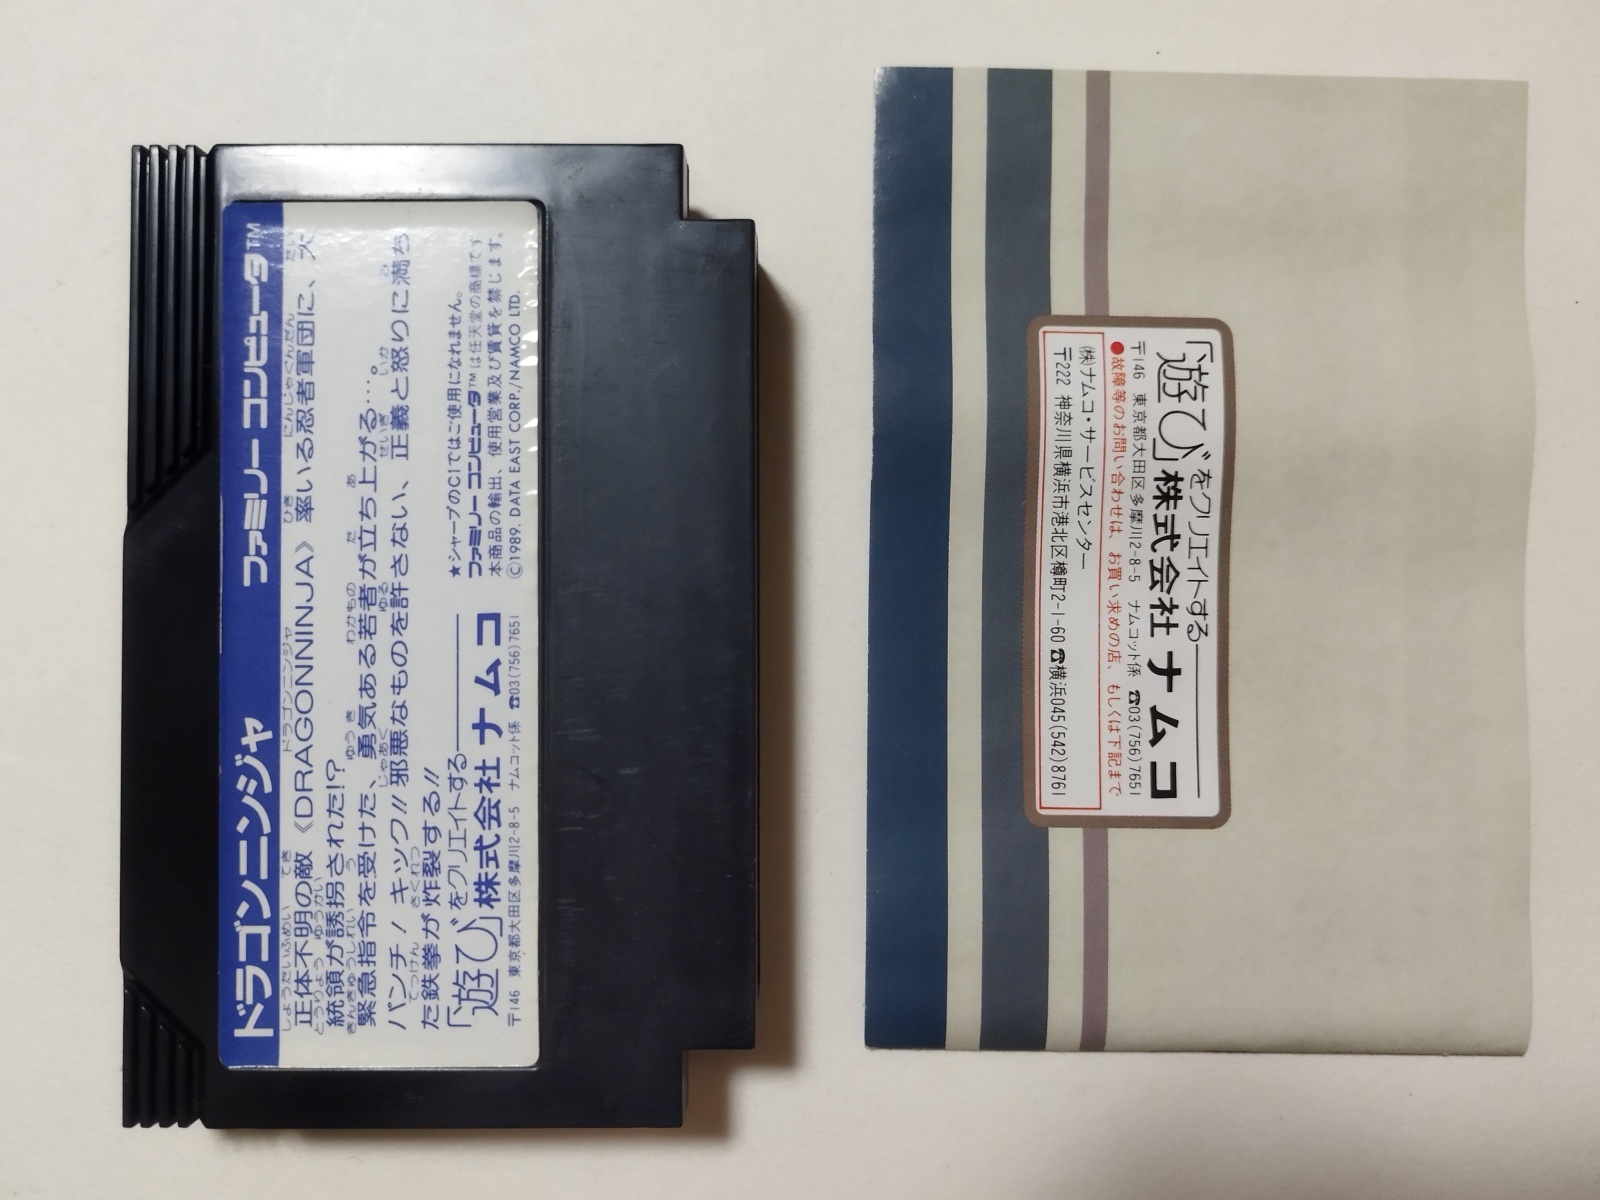 ドラゴンニンジャ ファミリー コンピュータ™
正体不明の敵《DRAGONNINJA》率いる忍者軍団に、大
統領が誘拐された!?
緊急指令を受けた、勇気ある若者が立ち上がる…。
パンチ! キック!! 邪悪なものを許さない、正義と怒りに満ち
た鉄拳が炸裂する!!
「遊び」をクリエイトする
株式会社ナムコ
〒146 東京都大田区多摩川2-8-5 ナムコット係 ☎03(756)7651
★シャープのC1ではご使用になれません。
ファミリーコンピュータ™は任天堂の商標です
本商品の輸出、使用営業及び賃貸を禁じます。
©1989. DATA EAST CORP./NAMCO LTD.
「遊び」をクリエイトする
株式会社ナムコ
〒146 東京都大田区多摩川2-8-5 ナムコット係 ☎03(756)7651
●故障等のお問い合わせは、お買い求めの店、もしくは下記まで
㈱ナムコ・サービスセンター
〒222 神奈川県横浜市港北区樽町2-1-60 ☎横浜045(542)8761